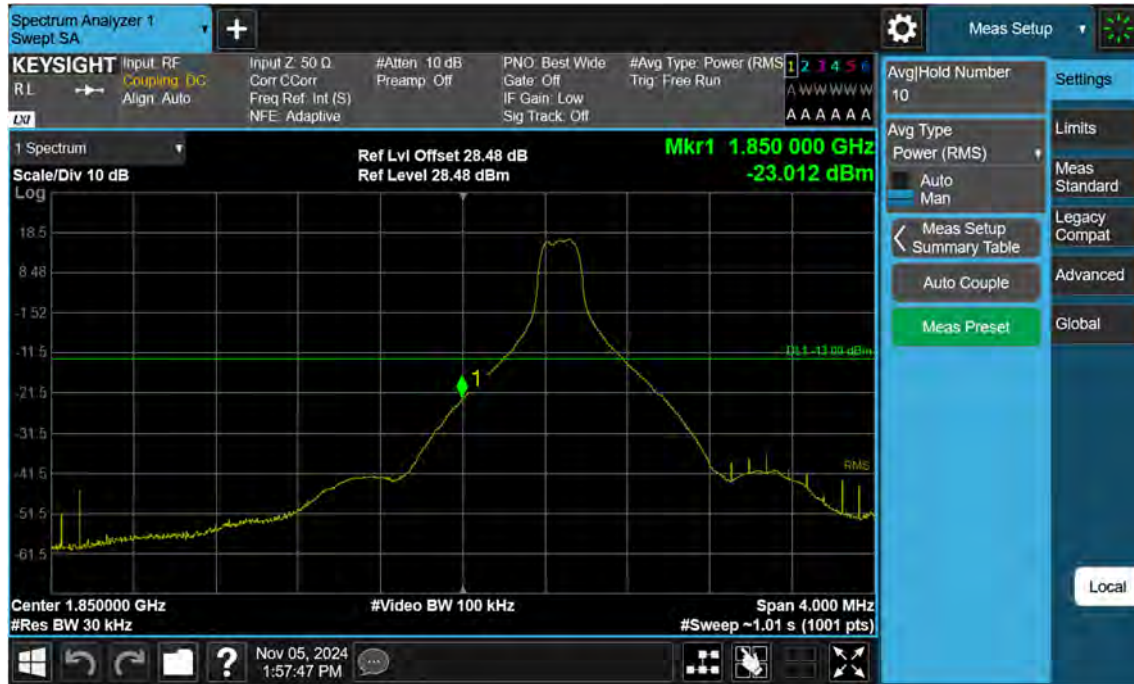 Spectrum Analyzer 1
Swept SA
+
Meas Setup
KEYSIGHT
RL
LXI
Input: RF
Coupling: DC
Align: Auto
Input Z: 50 Ω
Corr CCorr
Freq Ref: Int (S)
NFE: Adaptive
#Atten: 10 dB
Preamp: Off
PNO: Best Wide
Gate: Off
IF Gain: Low
Sig Track: Off
#Avg Type: Power (RMS
Trig: Free Run
1 2 3 4 5 6
A W W W W W
A A A A A A
1 Spectrum
Scale/Div 10 dB
Log
Ref Lvl Offset 28.48 dB
Ref Level 28.48 dBm
Mkr1 1.850 000 GHz
-23.012 dBm
18.5
8.48
-1.52
-11.5
DL1 -13.00 dBm
1
-21.5
-31.5
-41.5
RMS
-51.5
-61.5
Center 1.850000 GHz
#Video BW 100 kHz
Span 4.000 MHz
#Res BW 30 kHz
#Sweep ~1.01 s (1001 pts)
?
Nov 05, 2024
1:57:47 PM
Avg|Hold Number
10
Avg Type
Power (RMS)
Auto
Man
Meas Setup
Summary Table
Auto Couple
Meas Preset
Settings
Limits
Meas
Standard
Legacy
Compat
Advanced
Global
Local